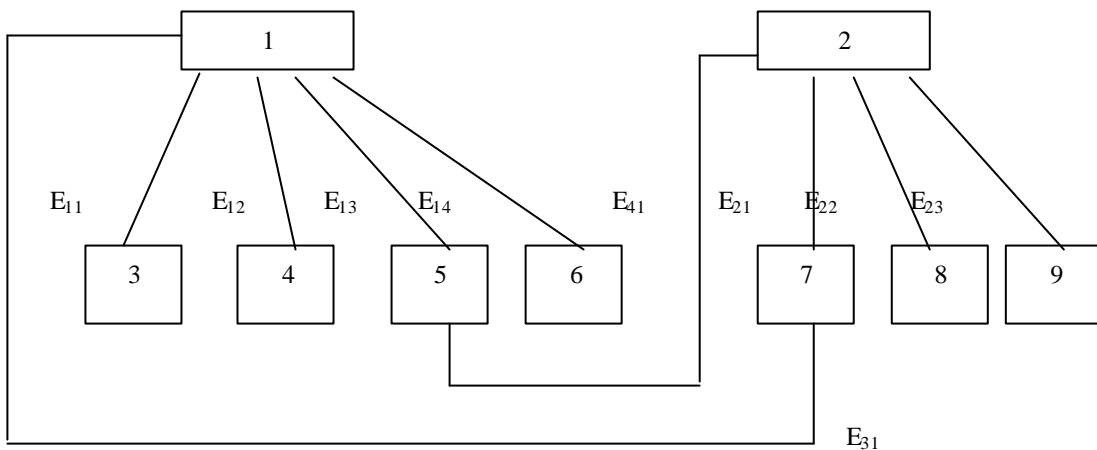 1 2
E₁₁ E₁₂ E₁₃ E₁₄ E₄₁ E₂₁ E₂₂ E₂₃
3 4 5 6 7 8 9
E₃₁